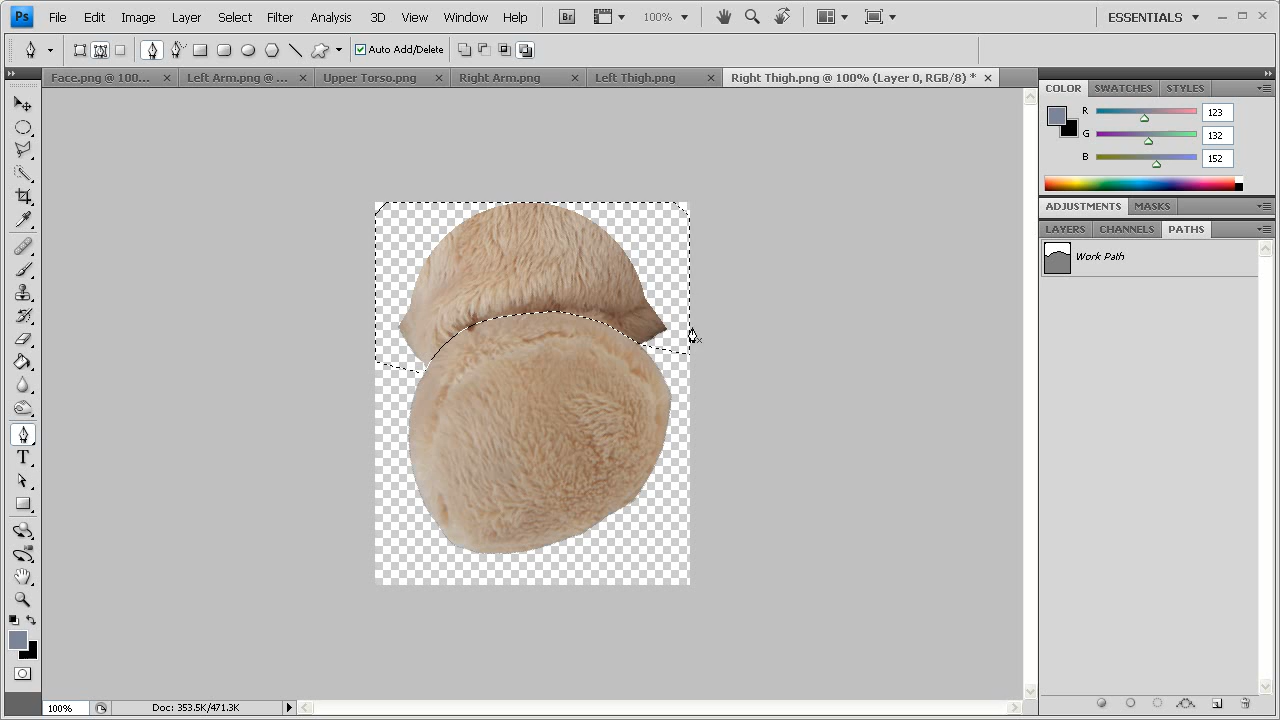 Ps File Edit Image Layer Select Filter Analysis 3D View Window Help Br 100% ESSENTIALS
Auto Add/Delete
Face.png @ 100... Left Arm.png @ ... Upper Torso.png Right Arm.png Left Thigh.png Right Thigh.png @ 100% (Layer 0, RGB/8) *
COLOR SWATCHES STYLES
R 123
G 132
B 152
ADJUSTMENTS MASKS
LAYERS CHANNELS PATHS
Work Path
T
100% Doc: 353.5K/471.3K